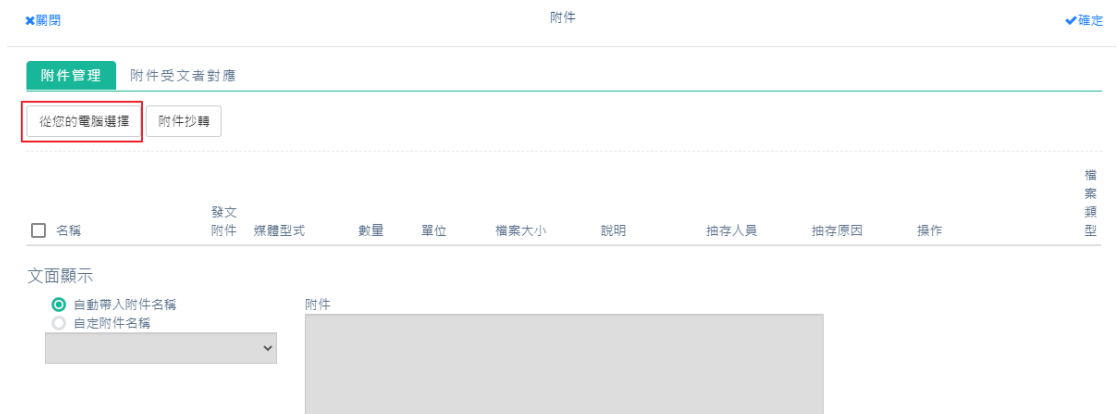 ✖關閉
附件
✔確定
附件管理 附件受文者對應
從您的電腦選擇 附件抄轉
名稱 發文附件 媒體型式 數量 單位 檔案大小 說明 抽存人員 抽存原因 操作 檔案類型
文面顯示
自動帶入附件名稱
自定附件名稱
附件